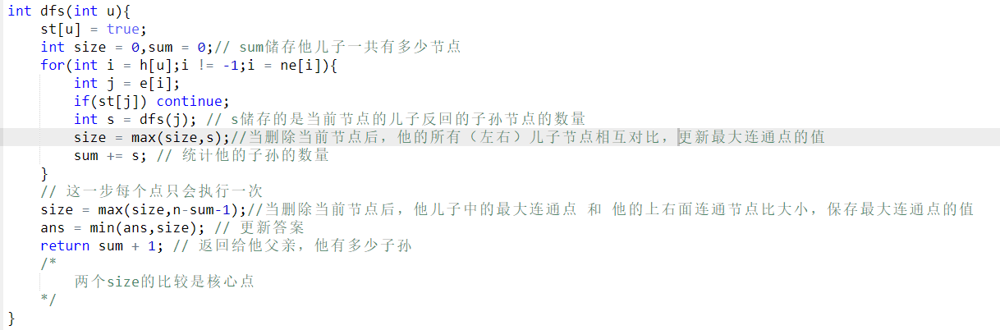 int dfs(int u){
    st[u] = true;
    int size = 0,sum = 0;// sum储存他儿子一共有多少节点
    for(int i = h[u];i != -1;i = ne[i]){
        int j = e[i];
        if(st[j]) continue;
        int s = dfs(j); // s储存的是当前节点的儿子反回的子孙节点的数量
        size = max(size,s);//当删除当前节点后，他的所有（左右）儿子节点相互对比，更新最大连通点的值
        sum += s; // 统计他的子孙的数量
    }
    // 这一步每个点只会执行一次
    size = max(size,n-sum-1);//当删除当前节点后，他儿子中的最大连通点 和 他的上右面连通节点比大小，保存最大连通点的值
    ans = min(ans,size); // 更新答案
    return sum + 1; // 返回给他父亲，他有多少子孙
    /*
        两个size的比较是核心点
    */
}